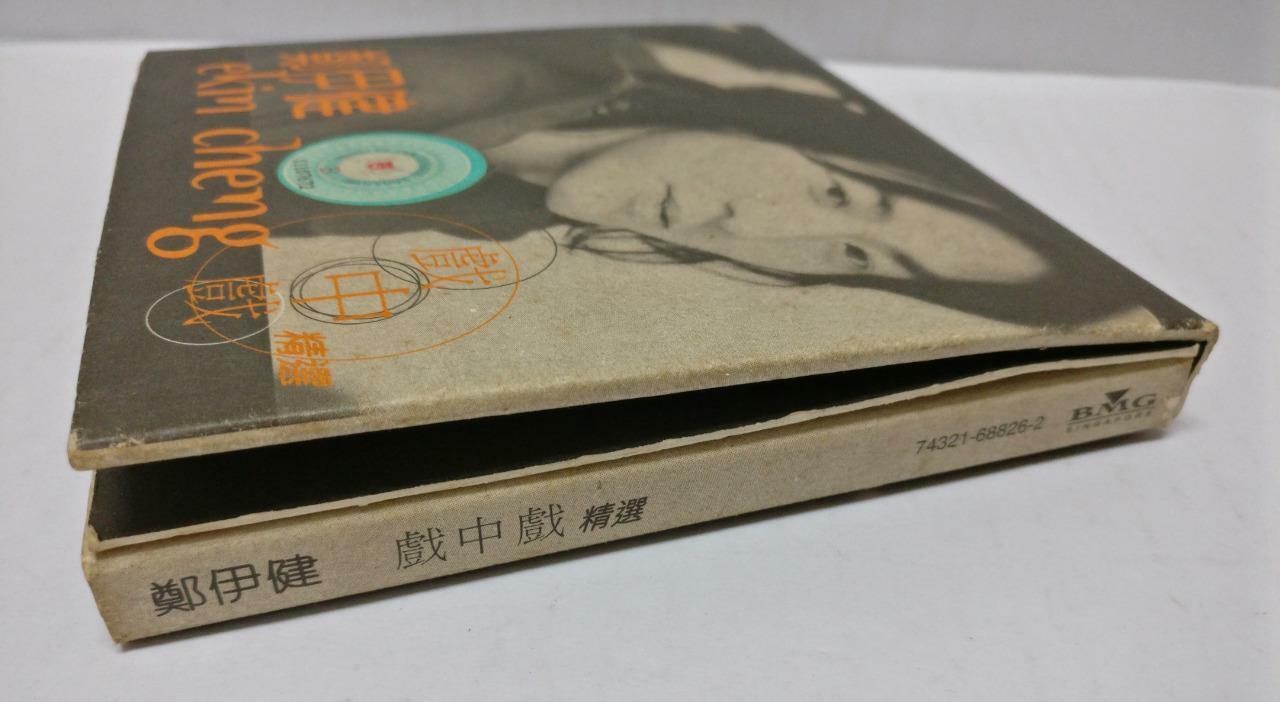 鄭伊健
ekin cheng
戲中戲
精選
鄭伊健 戲中戲 精選
74321-68826-2
BMG
SINGAPORE